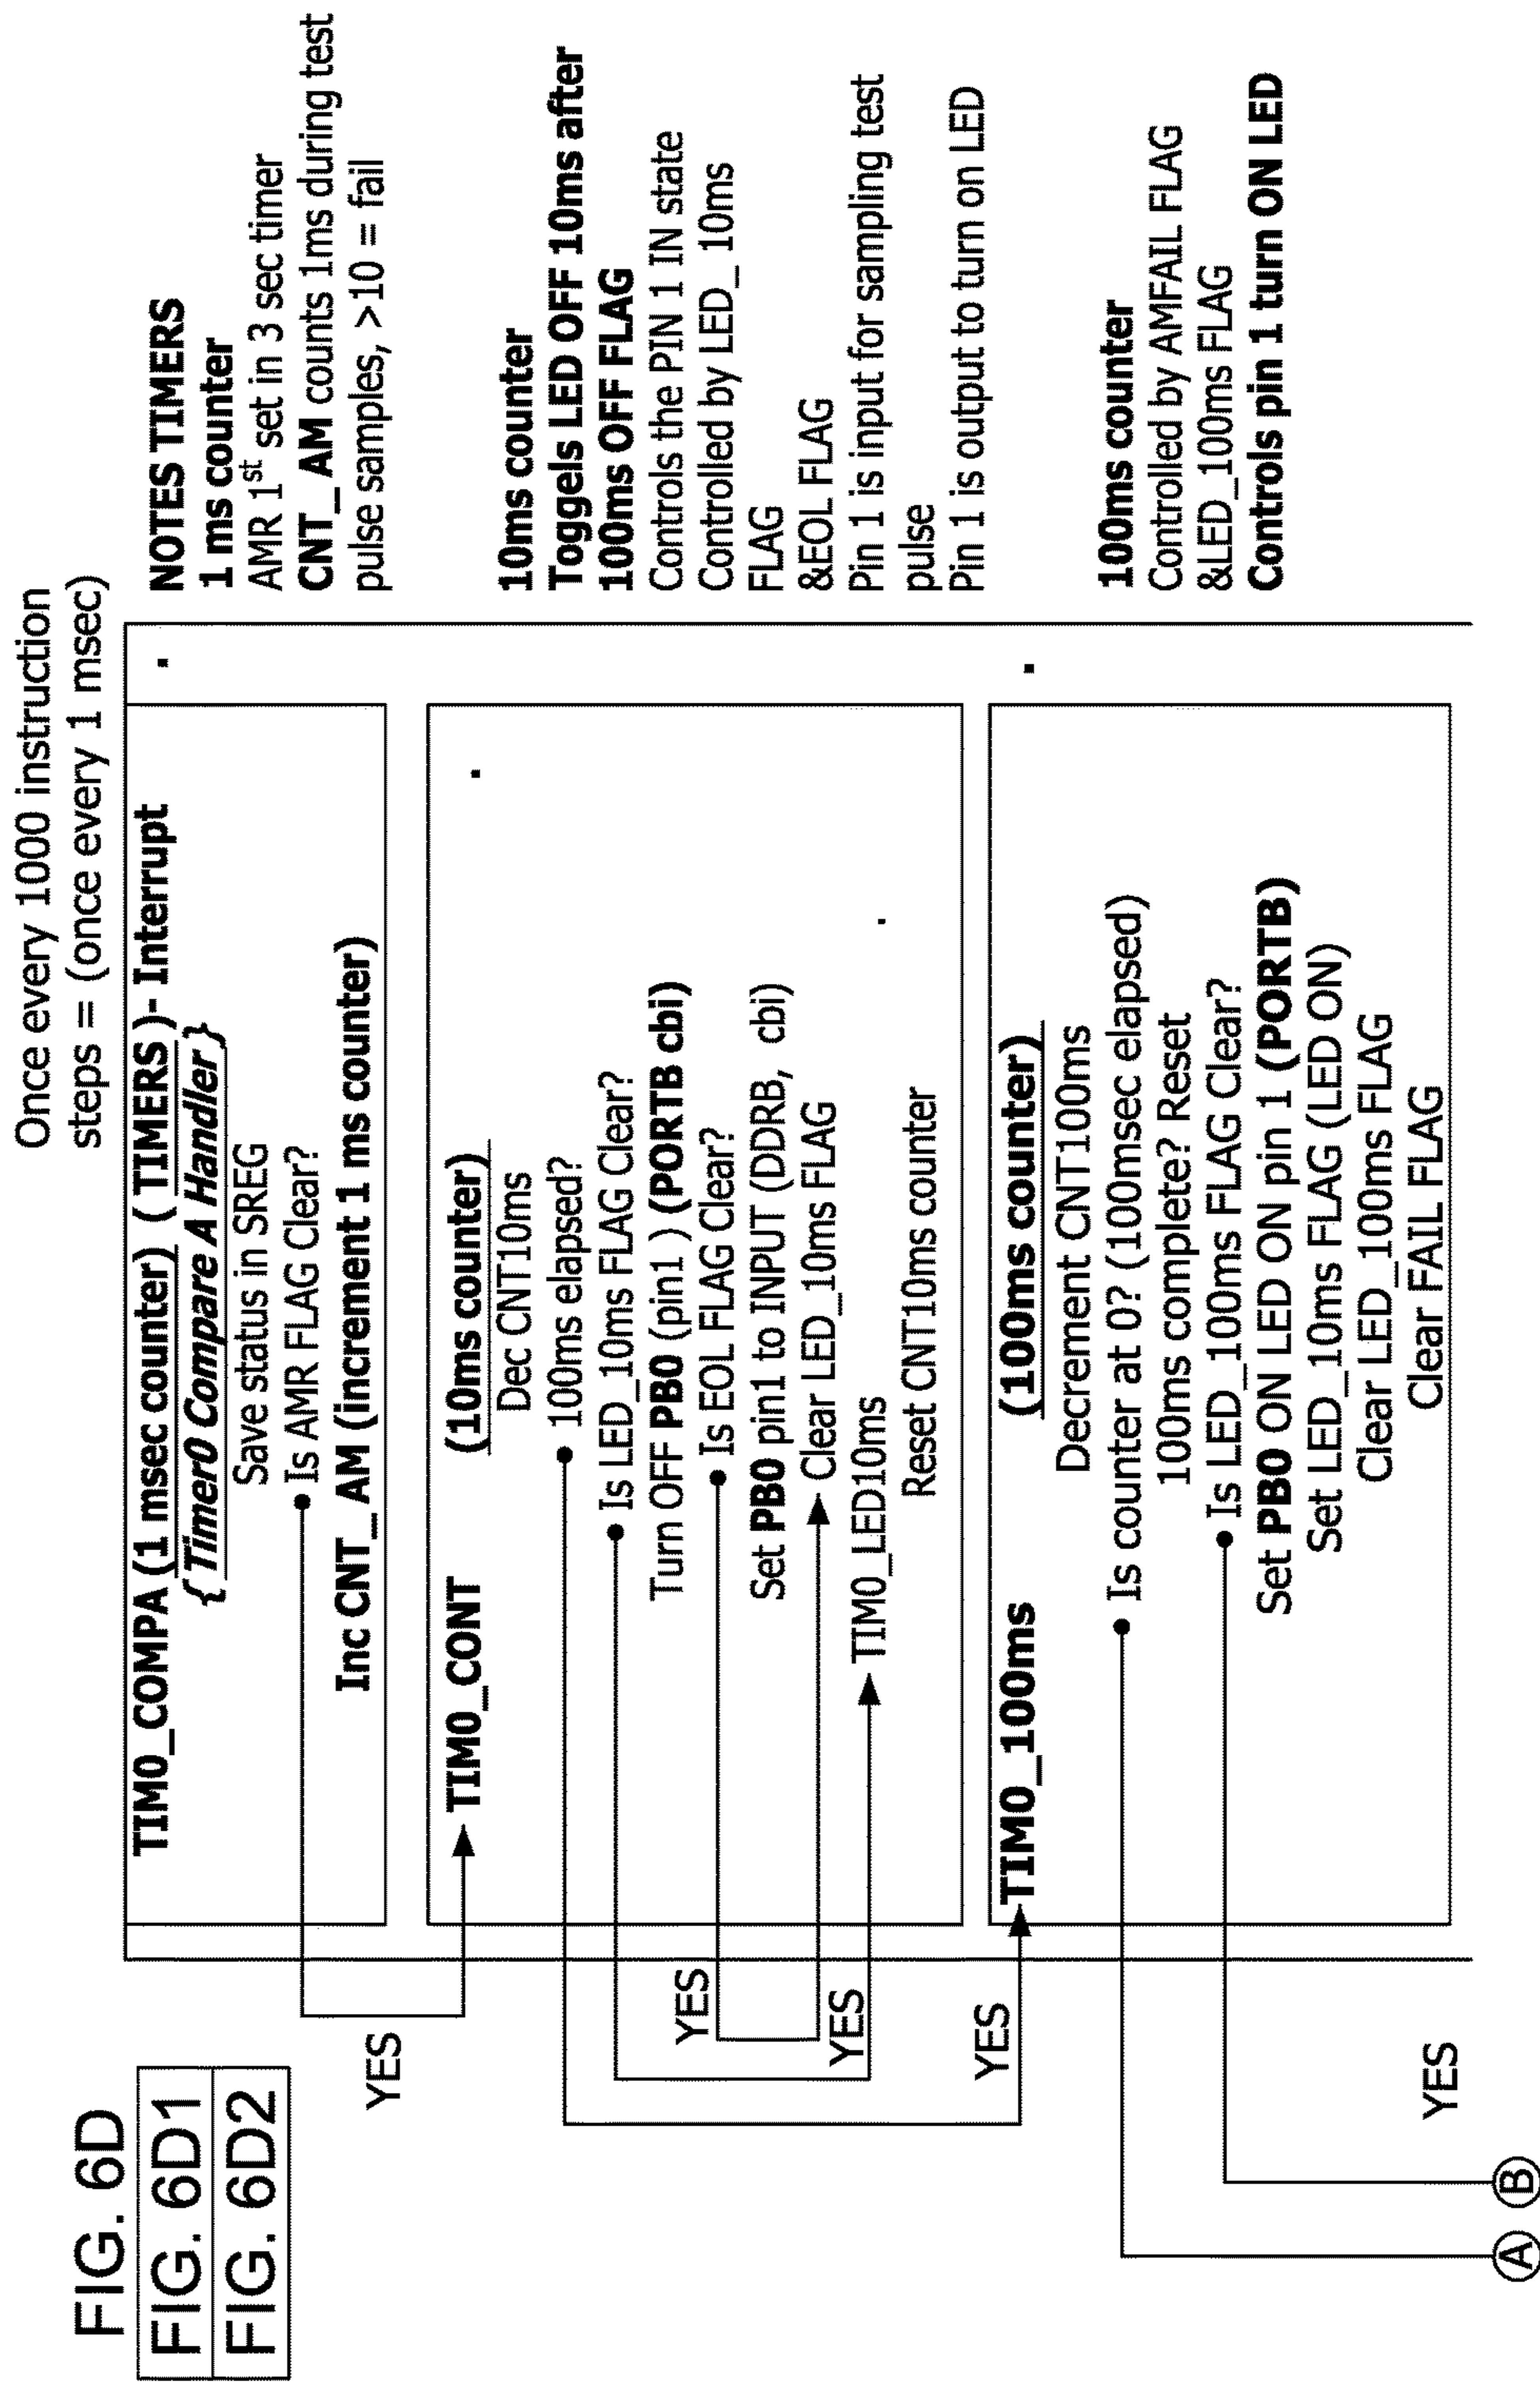 FIG. 6D
FIG. 6D1
FIG. 6D2
Once every 1000 instruction
steps = (once every 1 msec)
TIM0_COMPA (1 msec counter) ( TIMERS )- Interrupt
{ Timer0 Compare A Handler }
Save status in SREG
Is AMR FLAG Clear?
YES
Inc CNT_AM (increment 1 ms counter)
TIM0_CONT (10ms counter)
Dec CNT10ms
100ms elapsed?
Is LED_10ms FLAG Clear?
Turn OFF PB0 (pin1 ) (PORTB cbi)
YES
Is EOL FLAG Clear?
Set PB0 pin1 to INPUT (DDRB, cbi)
Clear LED_10ms FLAG
YES
TIM0_LED10ms
Reset CNT10ms counter
YES
TIM0_100ms (100ms counter)
Decrement CNT100ms
Is counter at 0? (100msec elapsed)
100ms complete? Reset
Is LED_100ms FLAG Clear?
Set PB0 ON LED ON pin 1 (PORTB)
Set LED_10ms FLAG (LED ON)
Clear LED_100ms FLAG
Clear FAIL FLAG
YES
A B
NOTES TIMERS
1 ms counter
AMR 1st set in 3 sec timer
CNT_AM counts 1ms during test
pulse samples, >10 = fail
10ms counter
Toggels LED OFF 10ms after
100ms OFF FLAG
Controls the PIN 1 IN state
Controlled by LED_ 10ms
FLAG
&EOL FLAG
Pin 1 is input for sampling test
pulse
Pin 1 is output to turn on LED
100ms counter
Controlled by AMFAIL FLAG
&LED_100ms FLAG
Controls pin 1 turn ON LED